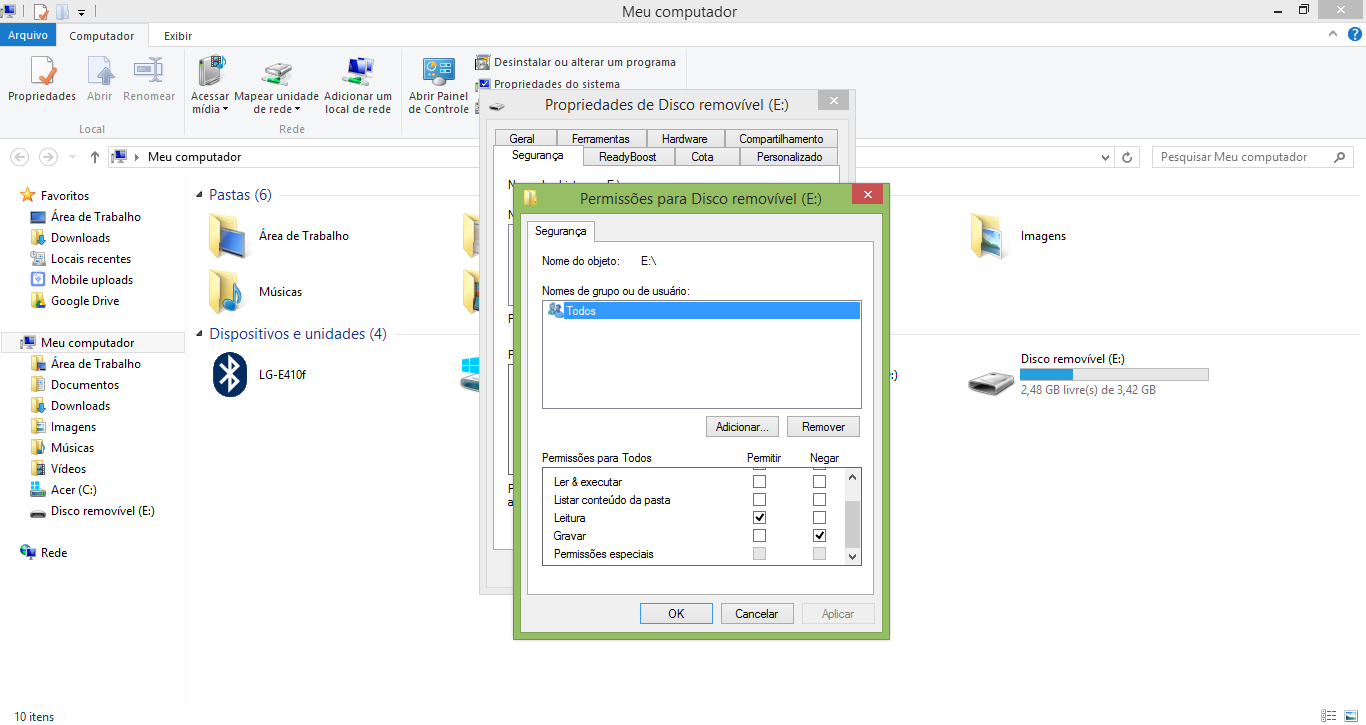 Meu computador
Arquivo
Computador
Exibir
Propriedades
Abrir
Renomear
Local
Acessar
mídia
Mapear unidade
de rede
Adicionar um
local de rede
Rede
Abrir Painel
de Controle
Desinstalar ou alterar um programa
Propriedades do sistema
Meu computador
Pesquisar Meu computador
Favoritos
Área de Trabalho
Downloads
Locais recentes
Mobile uploads
Google Drive
Meu computador
Área de Trabalho
Documentos
Downloads
Imagens
Músicas
Vídeos
Acer (C:)
Disco removível (E:)
Rede
Pastas (6)
Área de Trabalho
Imagens
Músicas
Dispositivos e unidades (4)
LG-E410f
Disco removível (E:)
2,48 GB livre(s) de 3,42 GB
Propriedades de Disco removível (E:)
Geral
Ferramentas
Hardware
Compartilhamento
Segurança
ReadyBoost
Cota
Personalizado
Permissões para Disco removível (E:)
Segurança
Nome do objeto: E:\
Nomes de grupo ou de usuário:
Todos
Adicionar...
Remover
Permissões para Todos Permitir Negar
Ler & executar
Listar conteúdo da pasta
Leitura
Gravar
Permissões especiais
OK
Cancelar
Aplicar
10 itens